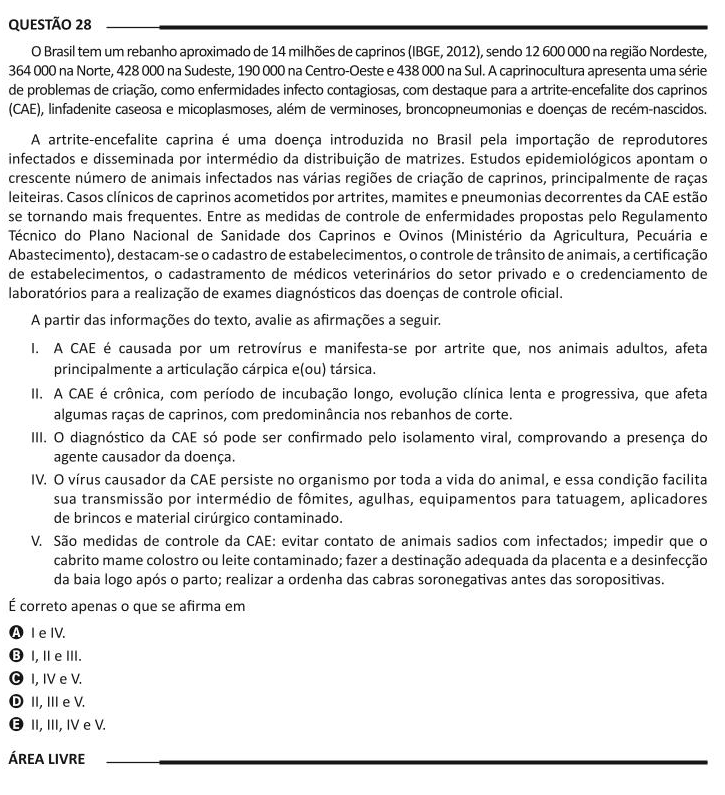 QUESTÃO 28
O Brasil tem um rebanho aproximado de 14 milhões de caprinos (IBGE, 2012), sendo 12 600 000 na região Nordeste,
364 000 na Norte, 428 000 na Sudeste, 190 000 na Centro-Oeste e 438 000 na Sul. A caprinocultura apresenta uma série
de problemas de criação, como enfermidades infecto contagiosas, com destaque para a artrite-encefalite dos caprinos
(CAE), linfadenite caseosa e micoplasmoses, além de verminoses, broncopneumonias e doenças de recém-nascidos.
A artrite-encefalite caprina é uma doença introduzida no Brasil pela importação de reprodutores
infectados e disseminada por intermédio da distribuição de matrizes. Estudos epidemiológicos apontam o
crescente número de animais infectados nas várias regiões de criação de caprinos, principalmente de raças
leiteiras. Casos clínicos de caprinos acometidos por artrites, mamites e pneumonias decorrentes da CAE estão
se tornando mais frequentes. Entre as medidas de controle de enfermidades propostas pelo Regulamento
Técnico do Plano Nacional de Sanidade dos Caprinos e Ovinos (Ministério da Agricultura, Pecuária e
Abastecimento), destacam-se o cadastro de estabelecimentos, o controle de trânsito de animais, a certificação
de estabelecimentos, o cadastramento de médicos veterinários do setor privado e o credenciamento de
laboratórios para a realização de exames diagnósticos das doenças de controle oficial.
A partir das informações do texto, avalie as afirmações a seguir.
I. A CAE é causada por um retrovírus e manifesta-se por artrite que, nos animais adultos, afeta
principalmente a articulação cárpica e(ou) társica.
II. A CAE é crônica, com período de incubação longo, evolução clínica lenta e progressiva, que afeta
algumas raças de caprinos, com predominância nos rebanhos de corte.
III. O diagnóstico da CAE só pode ser confirmado pelo isolamento viral, comprovando a presença do
agente causador da doença.
IV. O vírus causador da CAE persiste no organismo por toda a vida do animal, e essa condição facilita
sua transmissão por intermédio de fômites, agulhas, equipamentos para tatuagem, aplicadores
de brincos e material cirúrgico contaminado.
V. São medidas de controle da CAE: evitar contato de animais sadios com infectados; impedir que o
cabrito mame colostro ou leite contaminado; fazer a destinação adequada da placenta e a desinfecção
da baia logo após o parto; realizar a ordenha das cabras soronegativas antes das soropositivas.
É correto apenas o que se afirma em
A I e IV.
B I, II e III.
C I, IV e V.
D II, III e V.
E II, III, IV e V.
ÁREA LIVRE